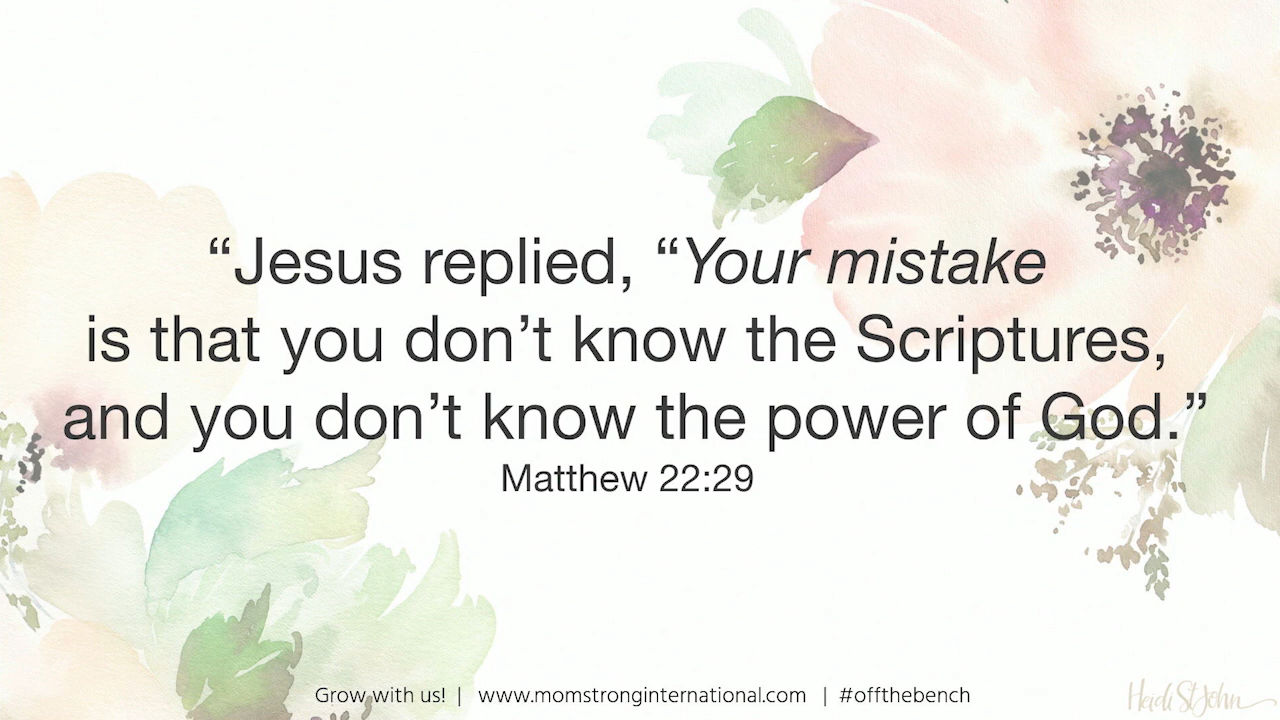 “Jesus replied, “Your mistake
is that you don’t know the Scriptures,
and you don’t know the power of God.”
Matthew 22:29
Grow with us! | www.momstronginternational.com | #offthebench
Heidi St John